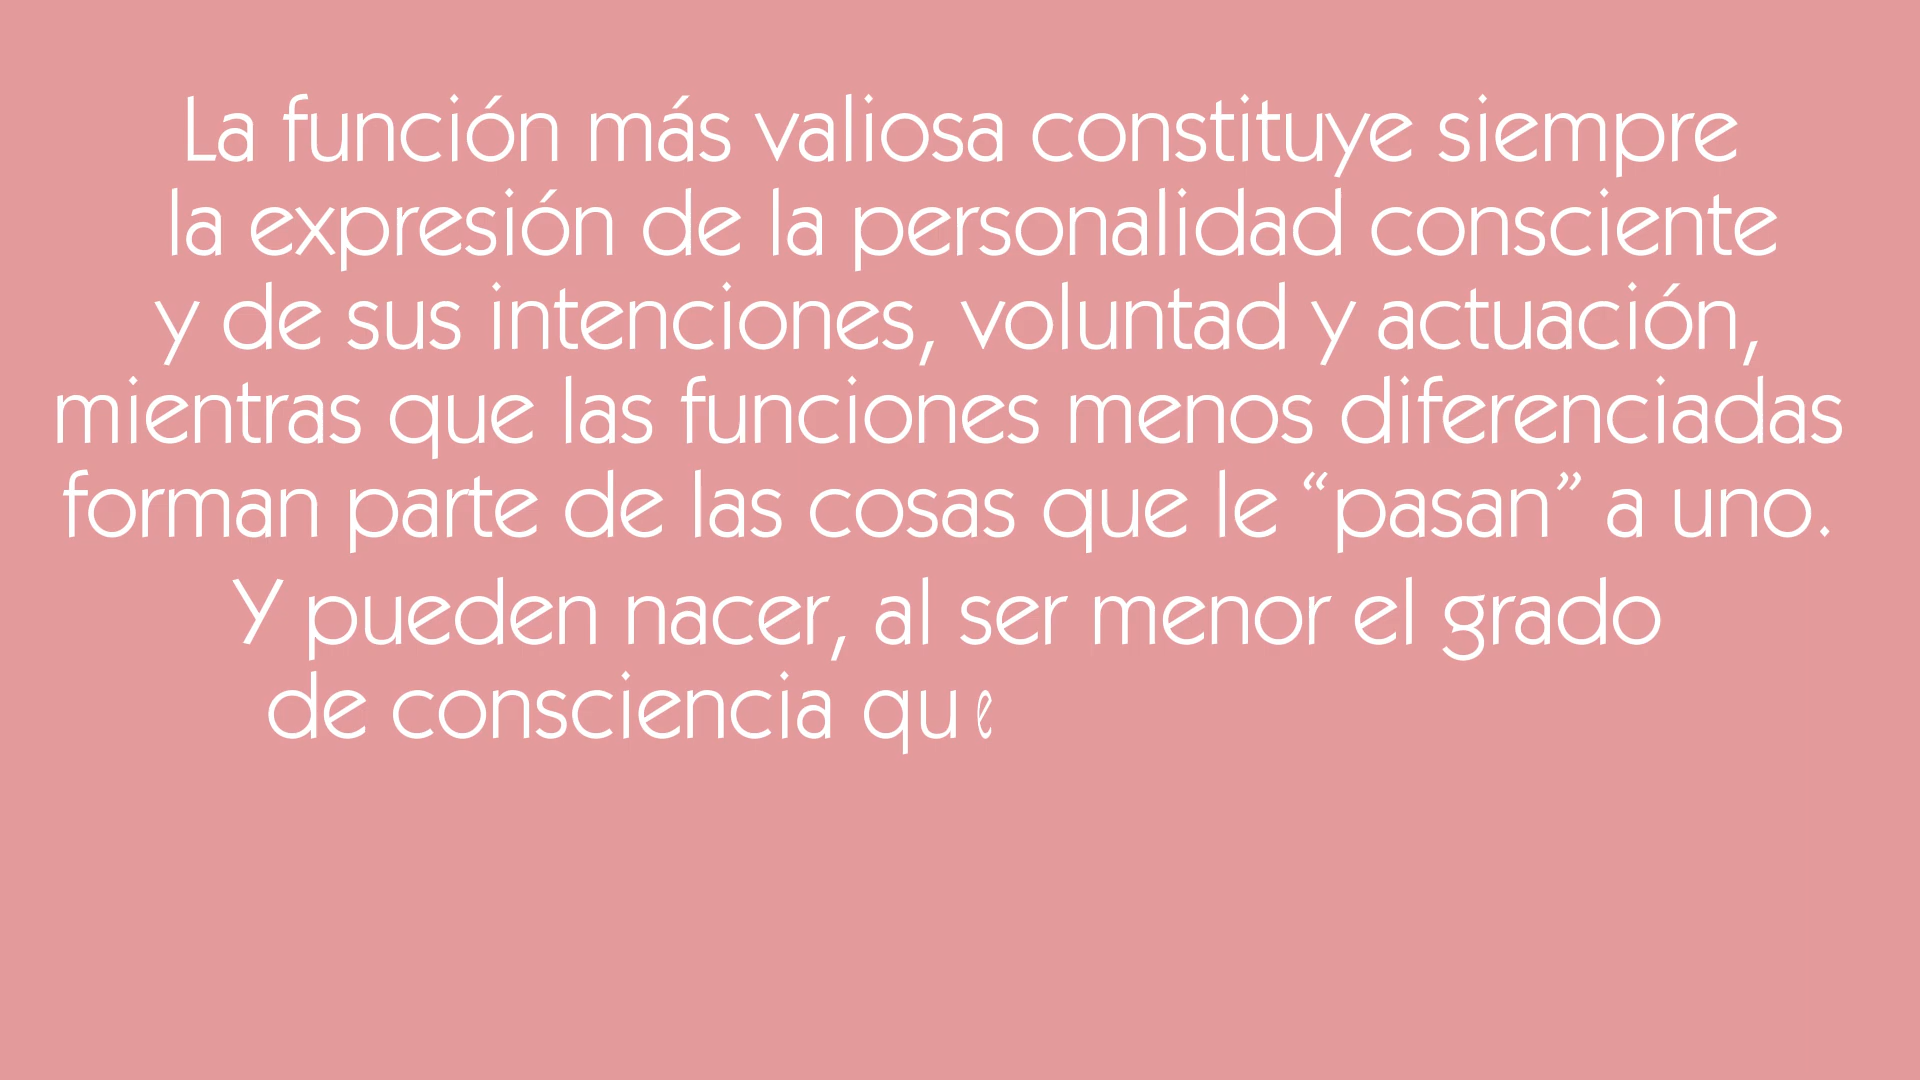 La función más valiosa constituye siempre
la expresión de la personalidad consciente
y de sus intenciones, voluntad y actuación,
mientras que las funciones menos diferenciadas
forman parte de las cosas que le “pasan” a uno.
Y pueden nacer, al ser menor el grado
de consciencia que